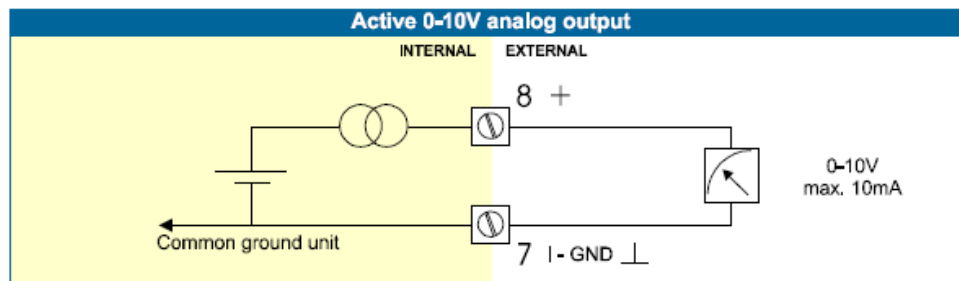 Active 0-10V analog output
INTERNAL EXTERNAL
8 +
0-10V
max. 10mA
Common ground unit
7 I - GND ⊥